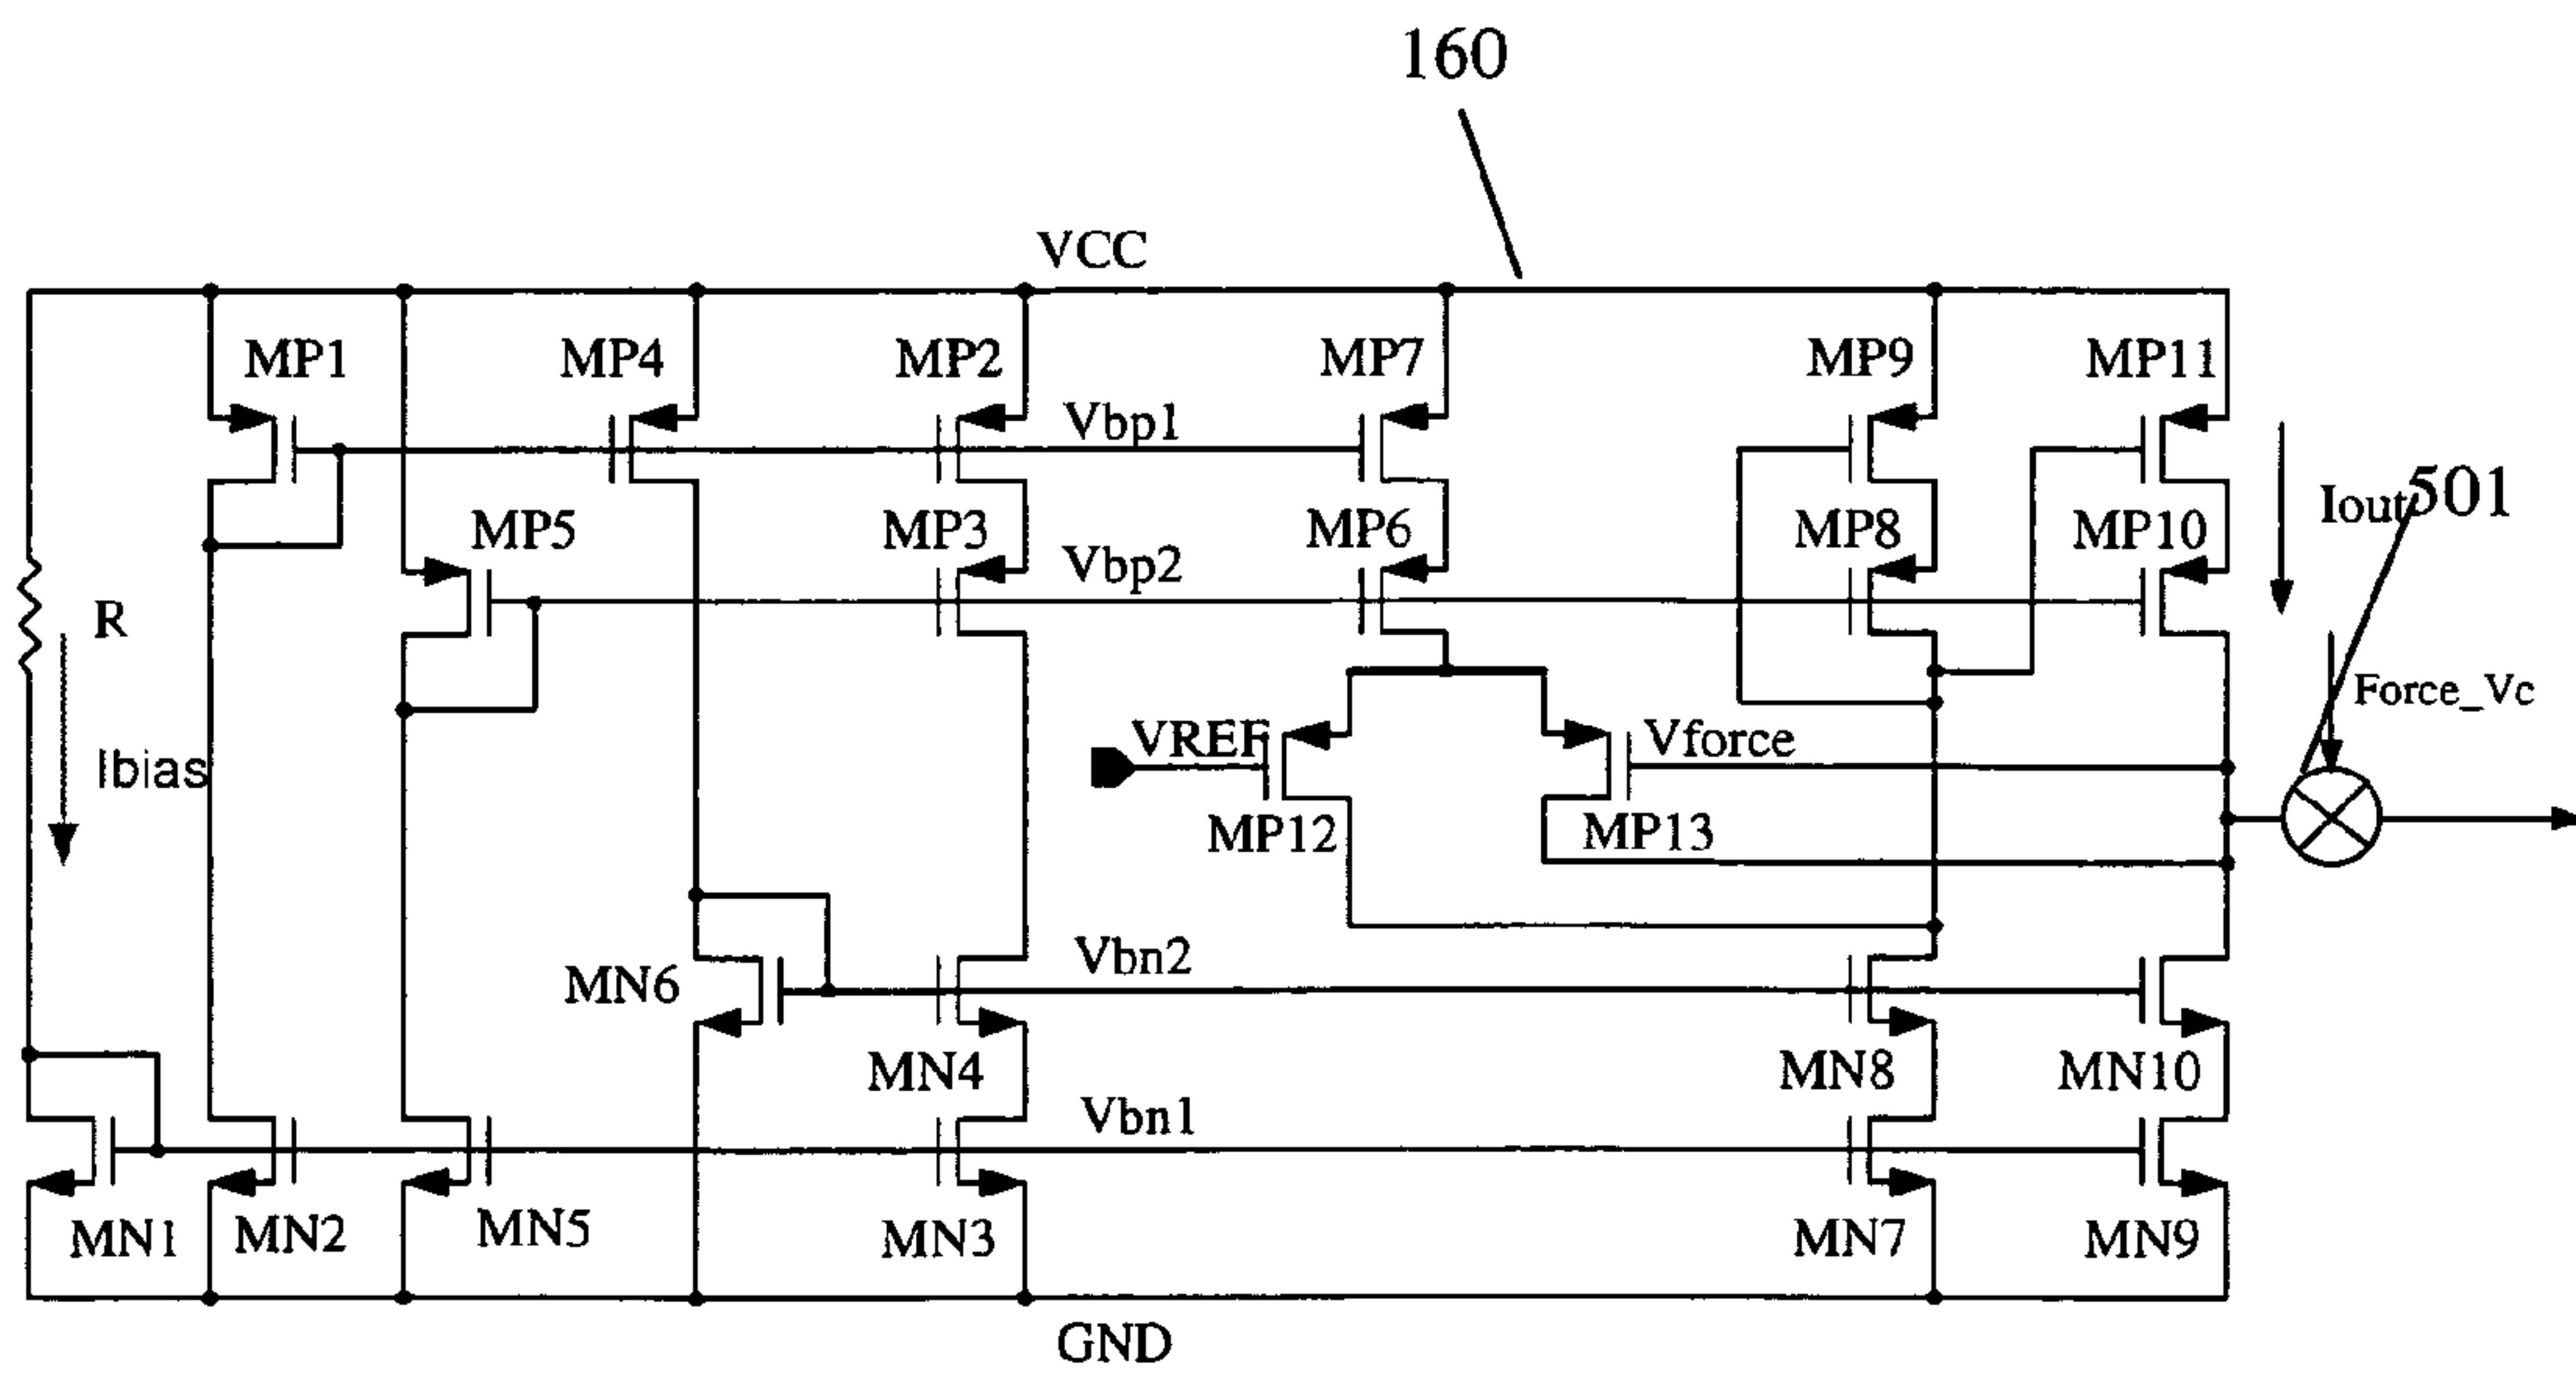 160
VCC
MP1
MP4
MP2
MP7
MP9
MP11
Vbp1
Iout
501
MP5
MP3
MP6
MP8
MP10
Vbp2
R
Force_Vc
Ibias
VREF
Vforce
MP12
MP13
Vbn2
MN6
MN4
MN8
MN10
Vbn1
MN1
MN2
MN5
MN3
MN7
MN9
GND